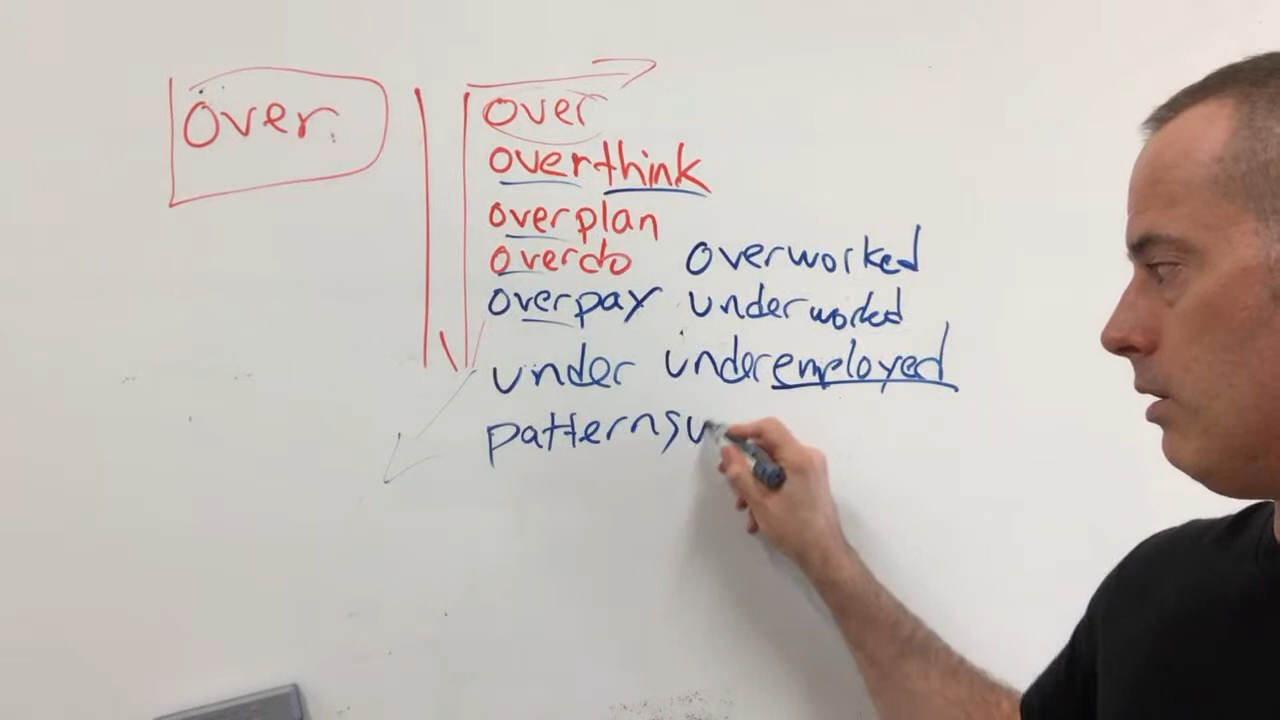 over
over
overthink
overplan
overdo overworked
overpay underworked
under underemployed
patterns u